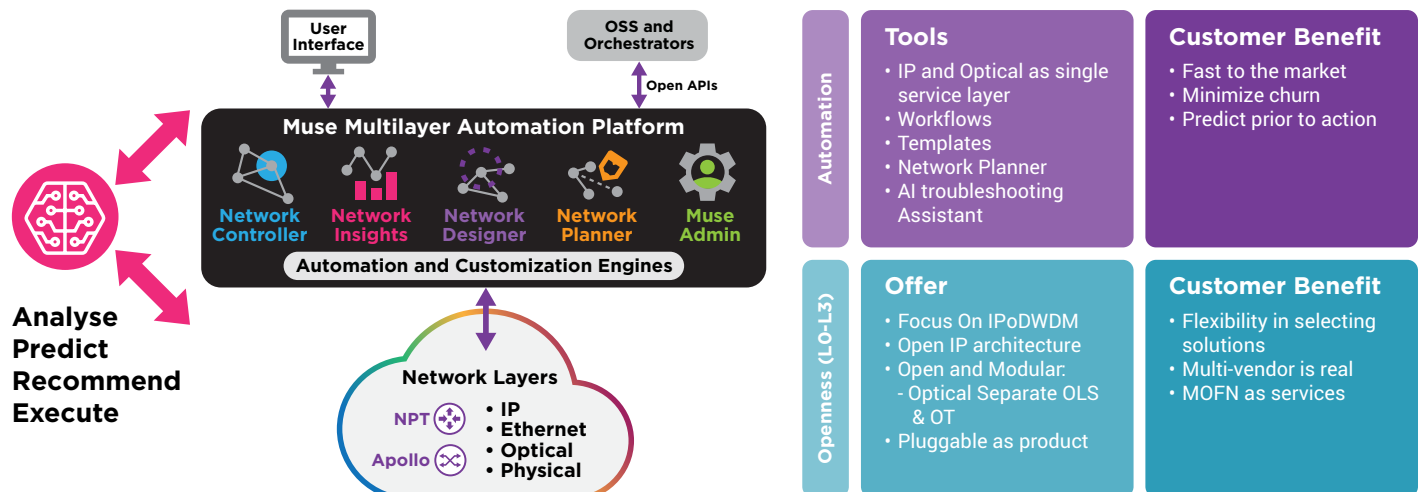 User
Interface
OSS and
Orchestrators
Open APIs
Muse Multilayer Automation Platform
Network
Controller
Network
Insights
Network
Designer
Network
Planner
Muse
Admin
Automation and Customization Engines
Analyse
Predict
Recommend
Execute
Network Layers
NPT
Apollo
• IP
• Ethernet
• Optical
• Physical
Automation
Tools
• IP and Optical as single
service layer
• Workflows
• Templates
• Network Planner
• AI troubleshooting
Assistant
Customer Benefit
• Fast to the market
• Minimize churn
• Predict prior to action
Openness (L0-L3)
Offer
• Focus On IPoDWDM
• Open IP architecture
• Open and Modular:
- Optical Separate OLS
& OT
• Pluggable as product
Customer Benefit
• Flexibility in selecting
solutions
• Multi-vendor is real
• MOFN as services